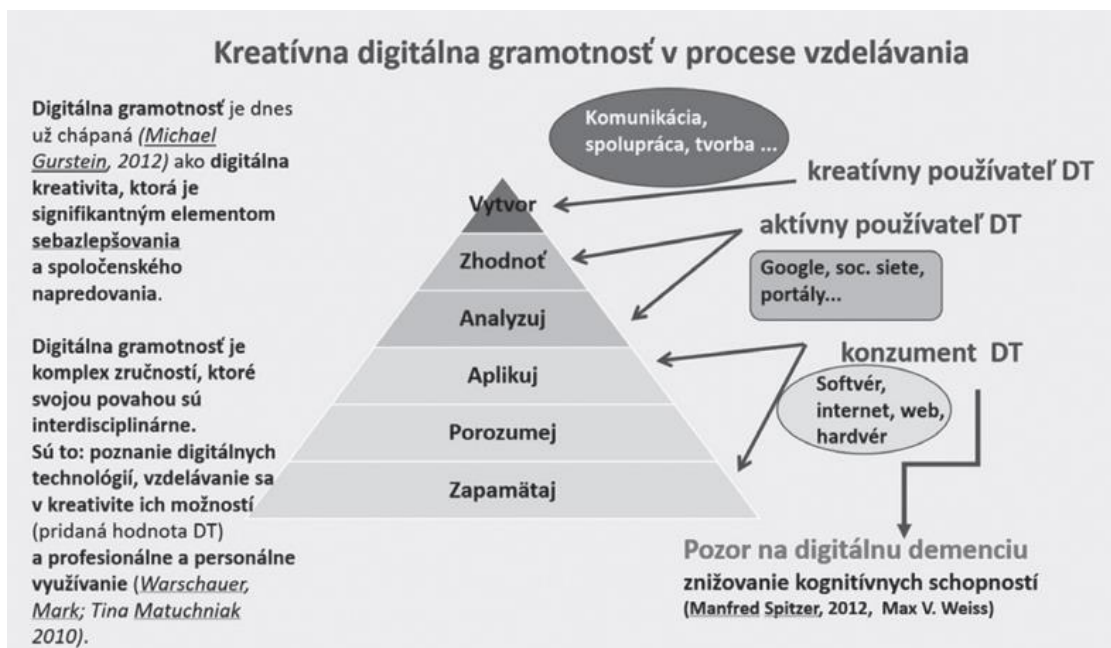 Kreatívna digitálna gramotnosť v procese vzdelávania
Digitálna gramotnosť je dnes
už chápaná (Michael
Gurstein, 2012) ako digitálna
kreativita, ktorá je
signifikantným elementom
sebazlepšovania
a spoločenského
napredovania.
Digitálna gramotnosť je
komplex zručností, ktoré
svojou povahou sú
interdisciplinárne.
Sú to: poznanie digitálnych
technológií, vzdelávanie sa
v kreativite ich možností
(pridaná hodnota DT)
a profesionálne a personálne
využívanie (Warschauer,
Mark; Tina Matuchniak
2010).
Vytvor
Zhodnoť
Analyzuj
Aplikuj
Porozumej
Zapamätaj
Komunikácia,
spolupráca, tvorba ...
kreatívny používateľ DT
aktívny používateľ DT
Google, soc. siete,
portály...
konzument DT
Softvér,
internet, web,
hardvér
Pozor na digitálnu demenciu
znižovanie kognitívnych schopností
(Manfred Spitzer, 2012, Max V. Weiss)